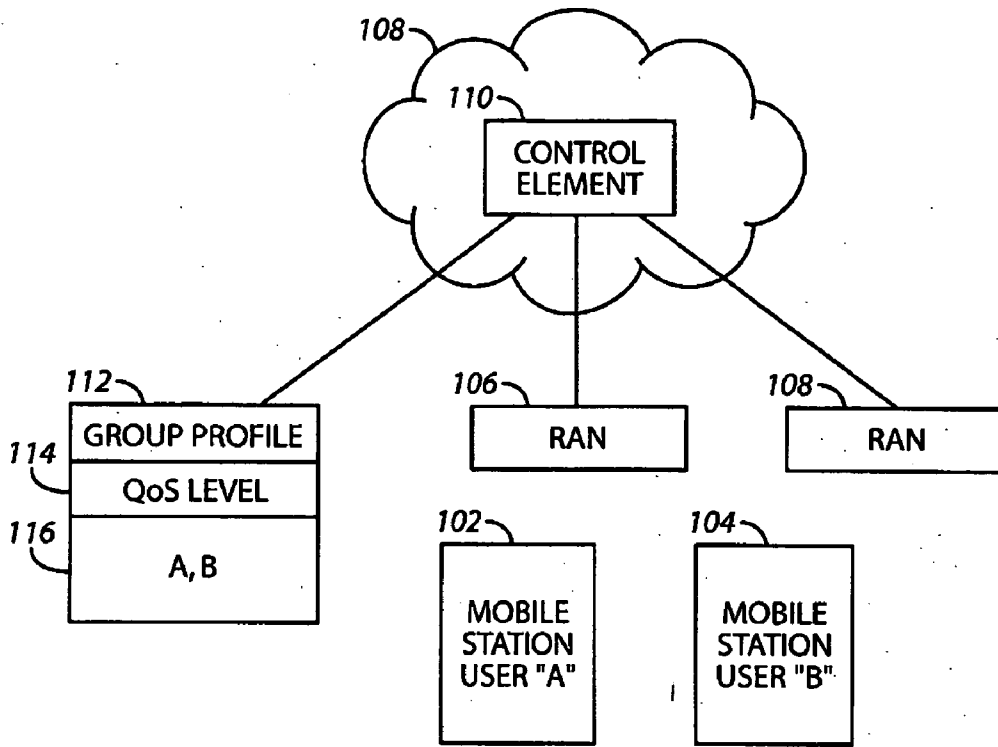 108
110
CONTROL
ELEMENT
112
GROUP PROFILE
114
QoS LEVEL
116
A, B
106
RAN
108
RAN
102
MOBILE
STATION
USER "A"
104
MOBILE
STATION
USER "B"